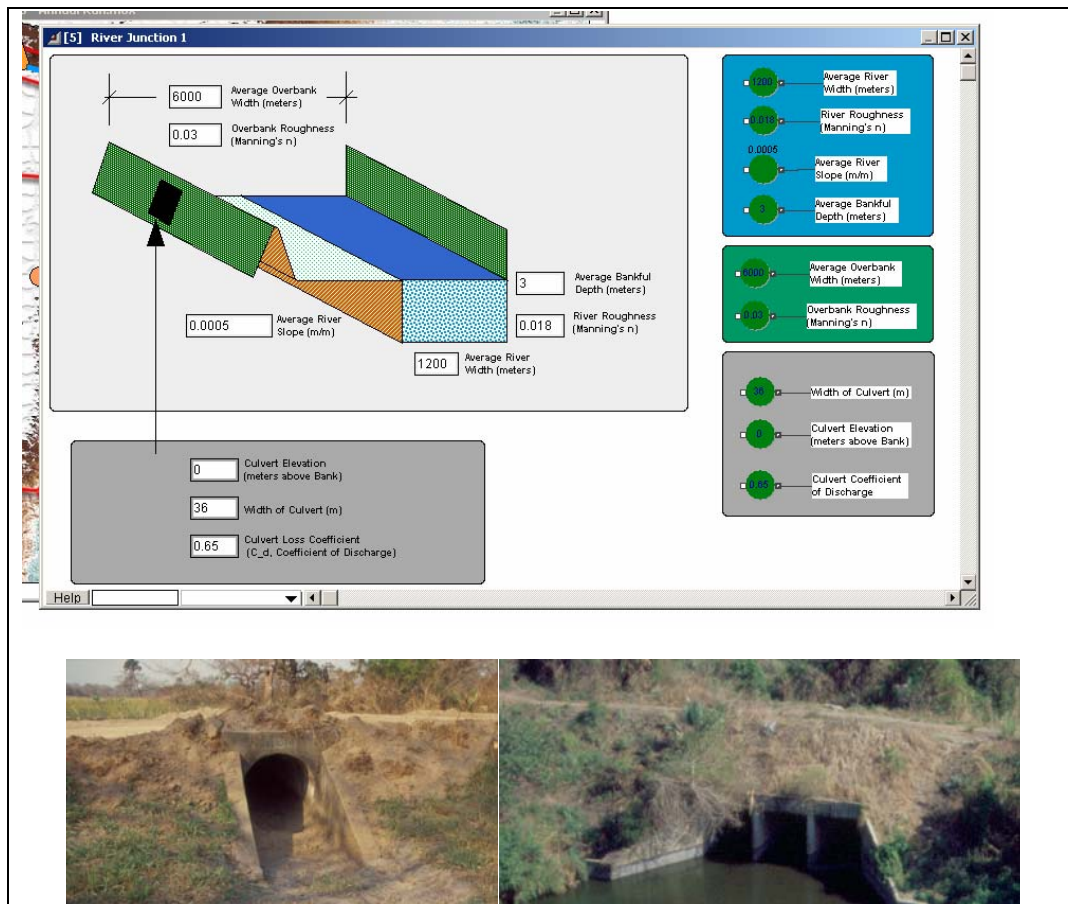 [5] River Junction 1
6000
Average Overbank
Width (meters)
0.03
Overbank Roughness
(Manning's n)
0.0005
Average River
Slope (m/m)
3
Average Bankful
Depth (meters)
0.018
River Roughness
(Manning's n)
1200
Average River
Width (meters)
0
Culvert Elevation
(meters above Bank)
36
Width of Culvert (m)
0.65
Culvert Loss Coefficient
(C_d, Coefficient of Discharge)
1200
Average River
Width (meters)
0.018
River Roughness
(Manning's n)
0.0005
Average River
Slope (m/m)
3
Average Bankful
Depth (meters)
6000
Average Overbank
Width (meters)
0.03
Overbank Roughness
(Manning's n)
36
Width of Culvert (m)
0
Culvert Elevation
(meters above Bank)
0.65
Culvert Coefficient
of Discharge
Help